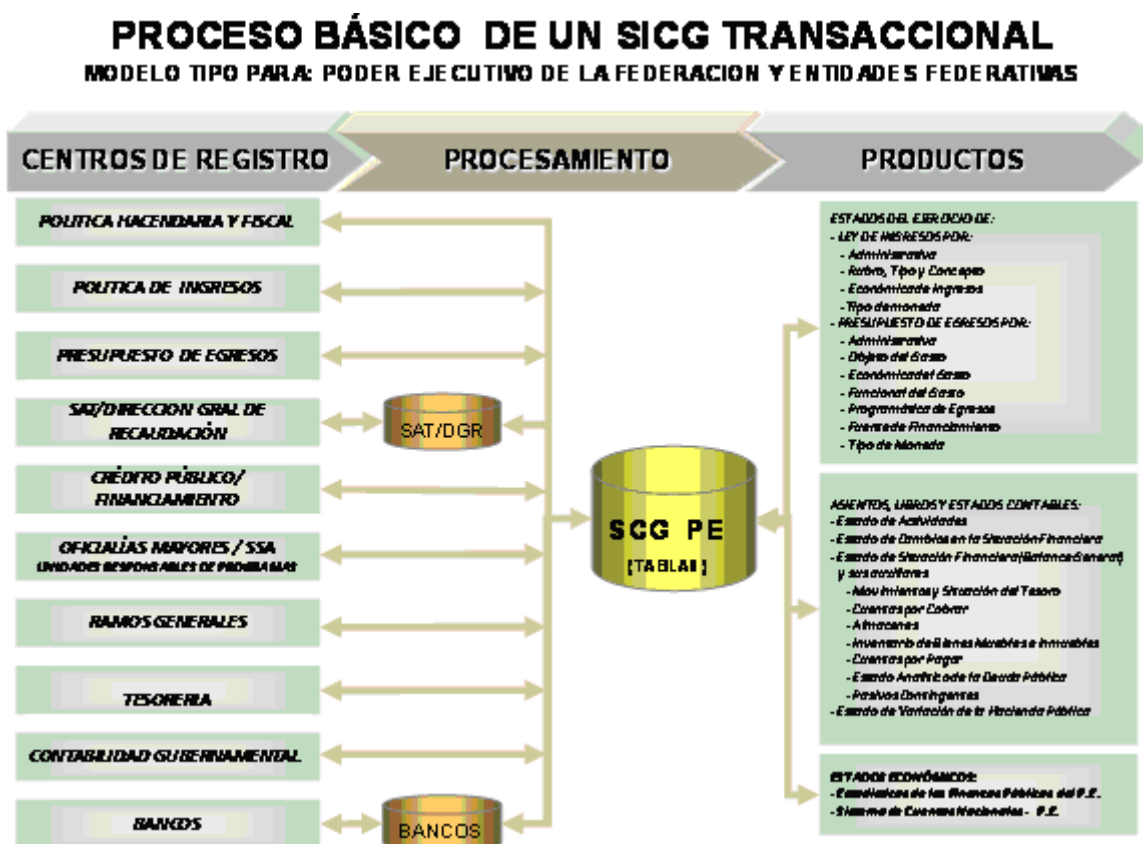 PROCESO BÁSICO DE UN SICG TRANSACCIONAL
MODELO TIPO PARA: PODER EJECUTIVO DE LA FEDERACION Y ENTIDADES FEDERATIVAS
CENTROS DE REGISTRO
PROCESAMIENTO
PRODUCTOS
POLITICA HACENDARIA Y FISCAL
POLITICA DE INGRESOS
PRESUPUESTO DE EGRESOS
SAT/DIRECCION GRAL DE
RECAUDACIÓN
CRÉDITO PÚBLICO/
FINANCIAMIENTO
OFICIALÍAS MAYORES / SSA
UNIDADES RESPONSABLES DE PROGRAMAS
RAMOS GENERALES
TESORERIA
CONTABILIDAD GUBERNAMENTAL
BANCOS
SAT/DGR
BANCOS
SCG PE
(TABLAS)
ESTADOS DEL EJERCICIO DE:
- LEY DE INGRESOS POR:
- Administrativa
- Rubro, Tipo y Concepto
- Económica de Ingresos
- Tipo de moneda
- PRESUPUESTO DE EGRESOS POR:
- Administrativa
- Objeto del Gasto
- Económica del Gasto
- Funcional del Gasto
- Programática de Egresos
- Fuente de Financiamiento
- Tipo de Moneda
ASIENTOS, LIBROS Y ESTADOS CONTABLES:
- Estado de Actividades
- Estado de Cambios en la Situación Financiera
- Estado de Situación Financiera (Balance General)
y sus auxiliares
- Movimientos y Situación del Tesoro
- Cuentas por Cobrar
- Almacenes
- Inventario de Bienes Muebles e Inmuebles
- Cuentas por Pagar
- Estado Analítico de la Deuda Pública
- Pasivos Contingentes
- Estado de Variación de la Hacienda Pública
ESTADOS ECONÓMICOS:
- Estadísticas de las Finanzas Públicas del P.E.
- Sistema de Cuentas Nacionales - P.E.